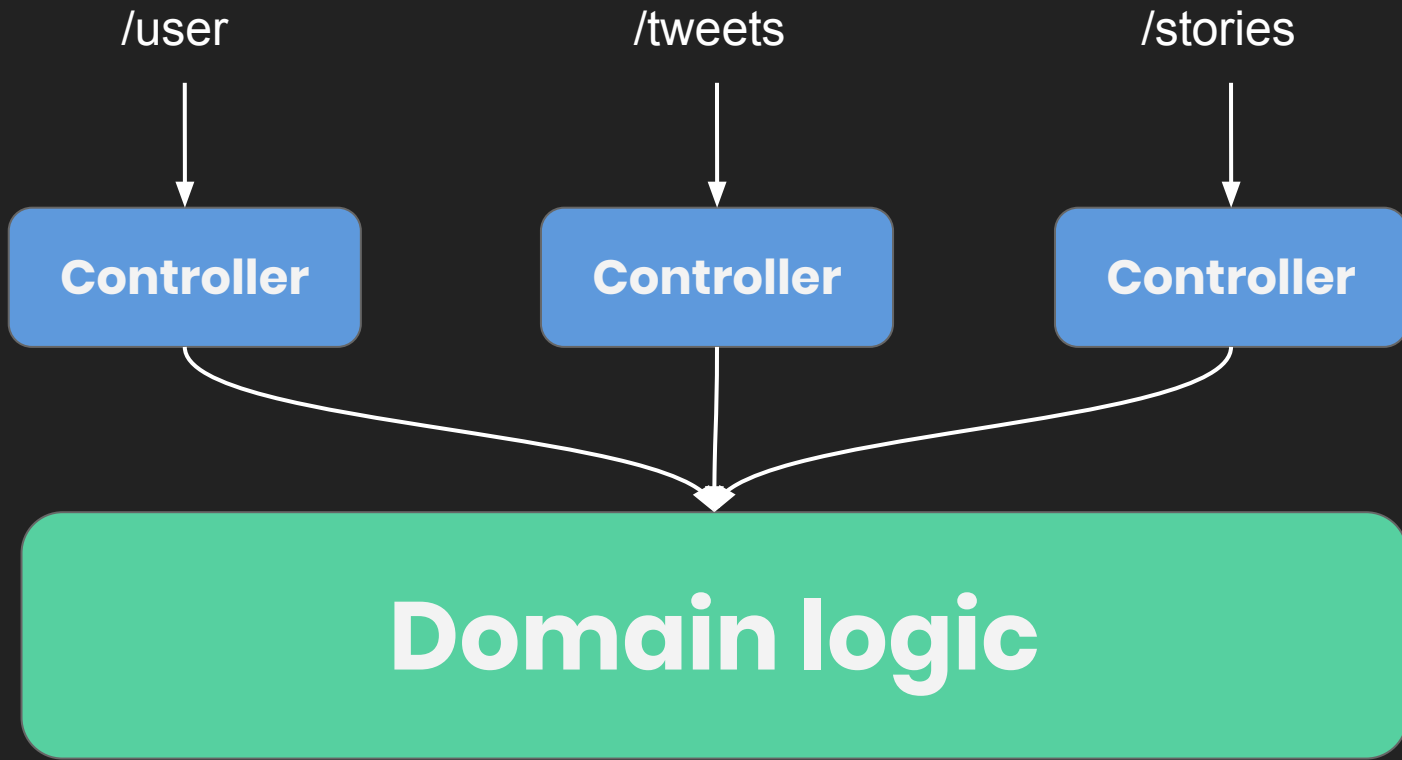 /user
/tweets
/stories
Controller
Controller
Controller
Domain logic